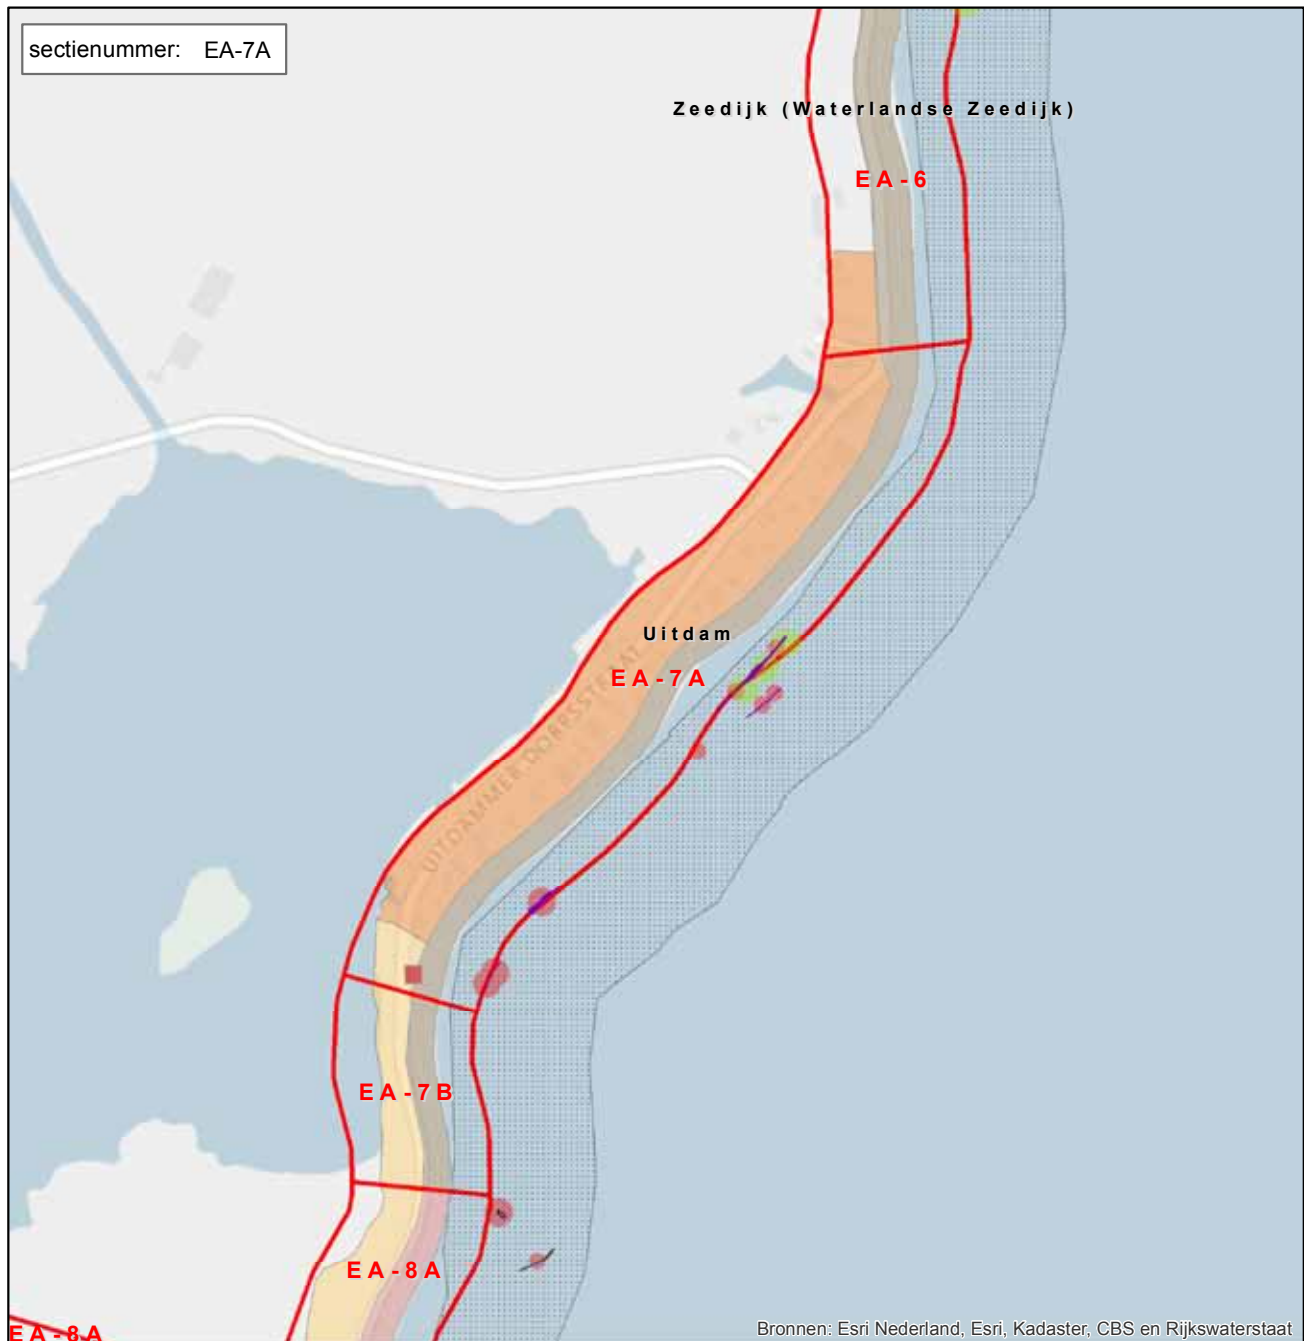 sectienummer: EA-7A
Zeedijk (Waterlandse Zeedijk)
EA-6
Uitdam
EA-7A
UITDAMMER DORPSSTRAAT
EA-7B
EA-8A
EA-8A
Bronnen: Esri Nederland, Esri, Kadaster, CBS en Rijkswaterstaat